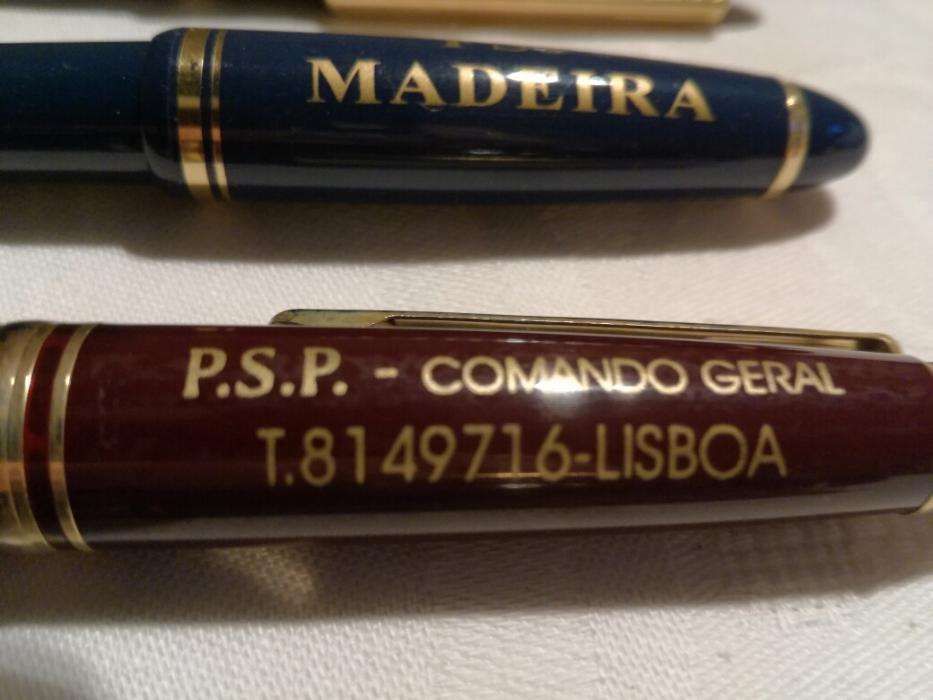 MADEIRA
P.S.P. - COMANDO GERAL
T.8149716-LISBOA